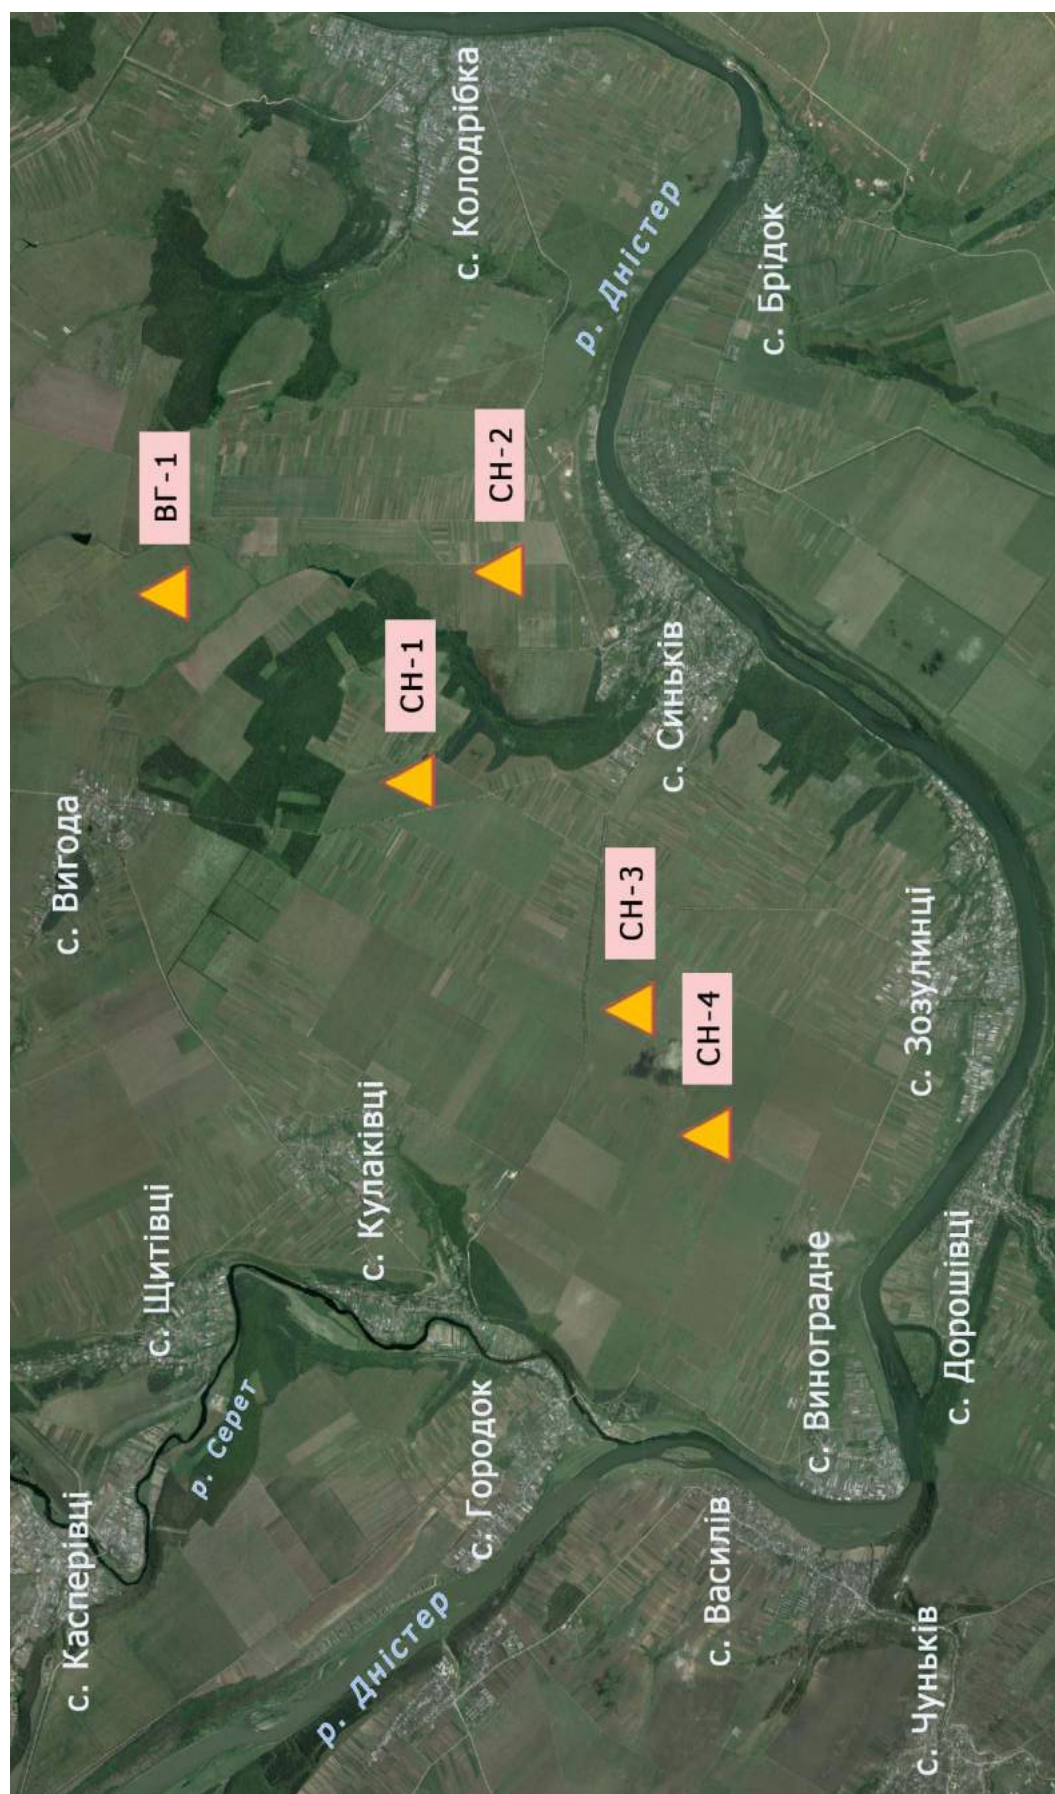 с. Касперівці
с. Вигода
с. Щитівці
ВГ-1
р. Серет
р. Дністер
с. Кулаківці
СН-1
с. Городок
СН-2
с. Колодрібка
СН-3
р. Дністер
с. Василів
СН-4
с. Синьків
с. Брідок
с. Виноградне
с. Зозулинці
с. Чуньків
с. Дорошівці